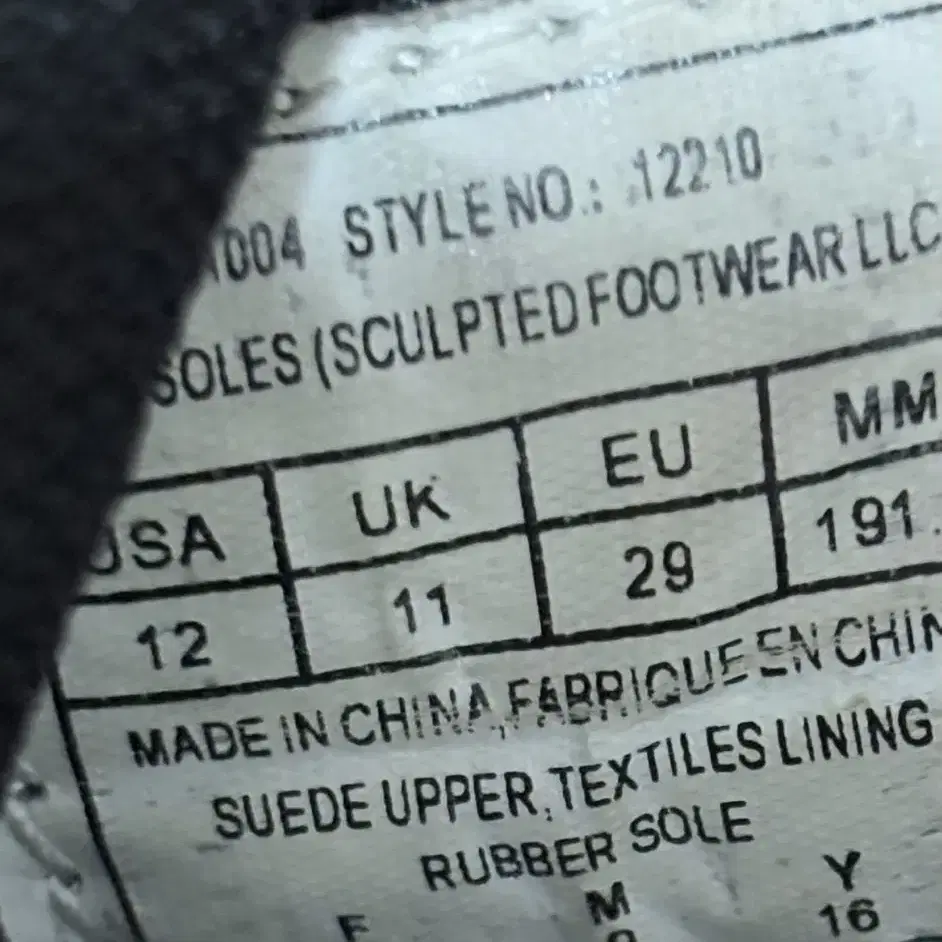 1004 STYLE NO.: 12210
SOLES (SCULPTED FOOTWEAR LLC
USA UK EU MM
12 11 29 191.
MADE IN CHINA, FABRIQUE EN CHIN
SUEDE UPPER, TEXTILES LINING
RUBBER SOLE
F M Y
16